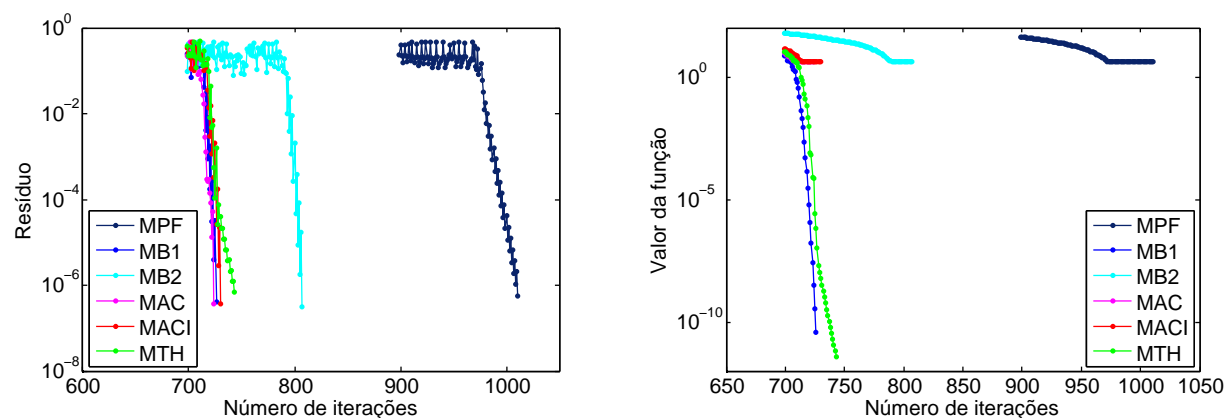 10^0
10^−2
10^−4
10^−6
10^−8
Resíduo
MPF
MB1
MB2
MAC
MACI
MTH
600
700
800
900
1000
Número de iterações
10^0
10^−5
10^−10
Valor da função
MPF
MB1
MB2
MAC
MACI
MTH
650
700
750
800
850
900
950
1000
1050
Número de iterações